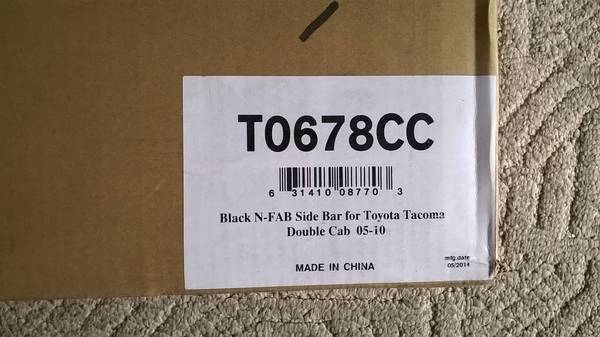 T0678CC
6 31410 08770 3
Black N-FAB Side Bar for Toyota Tacoma
Double Cab 05-10
mfg.date
05/2014
MADE IN CHINA